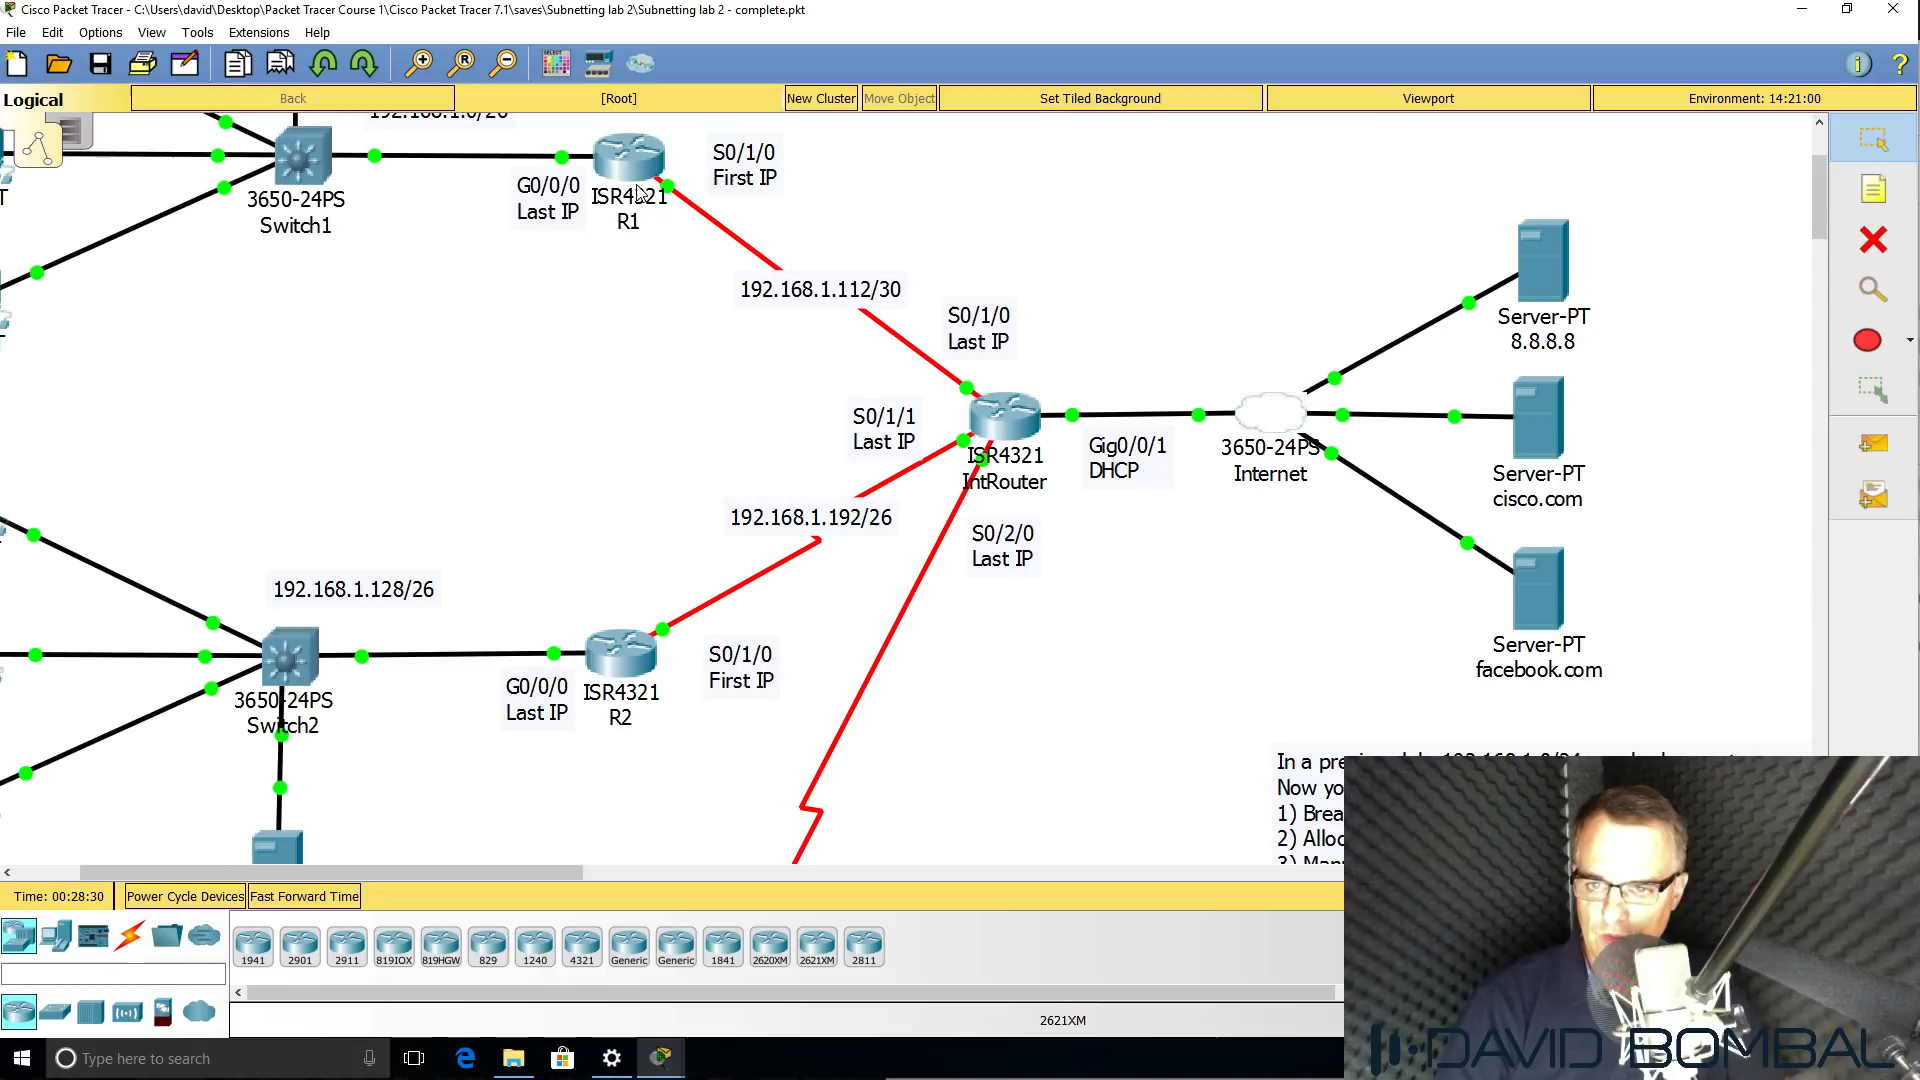 Cisco Packet Tracer - C:\Users\david\Desktop\Packet Tracer Course 1\Cisco Packet Tracer 7.1\saves\Subnetting lab 2\Subnetting lab 2 - complete.pkt
File Edit Options View Tools Extensions Help
Logical Back [Root] New Cluster Move Object Set Tiled Background Viewport Environment: 14:21:00
S0/1/0
First IP
G0/0/0
Last IP
ISR4321
R1
3650-24PS
Switch1
192.168.1.112/30
S0/1/0
Last IP
Server-PT
8.8.8.8
S0/1/1
Last IP
ISR4321
IntRouter
Gig0/0/1
DHCP
3650-24PS
Internet
Server-PT
cisco.com
192.168.1.192/26
S0/2/0
Last IP
192.168.1.128/26
Server-PT
facebook.com
S0/1/0
First IP
G0/0/0
Last IP
ISR4321
R2
3650-24PS
Switch2
In a
Now
1)
2)
3)
Time: 00:28:30 Power Cycle Devices Fast Forward Time
1941 2901 2911 819IOX 819HGW 829 1240 4321 Generic Generic 1841 2620XM 2621XM 2811
2621XM
Type here to search
DAVID BOMBAL